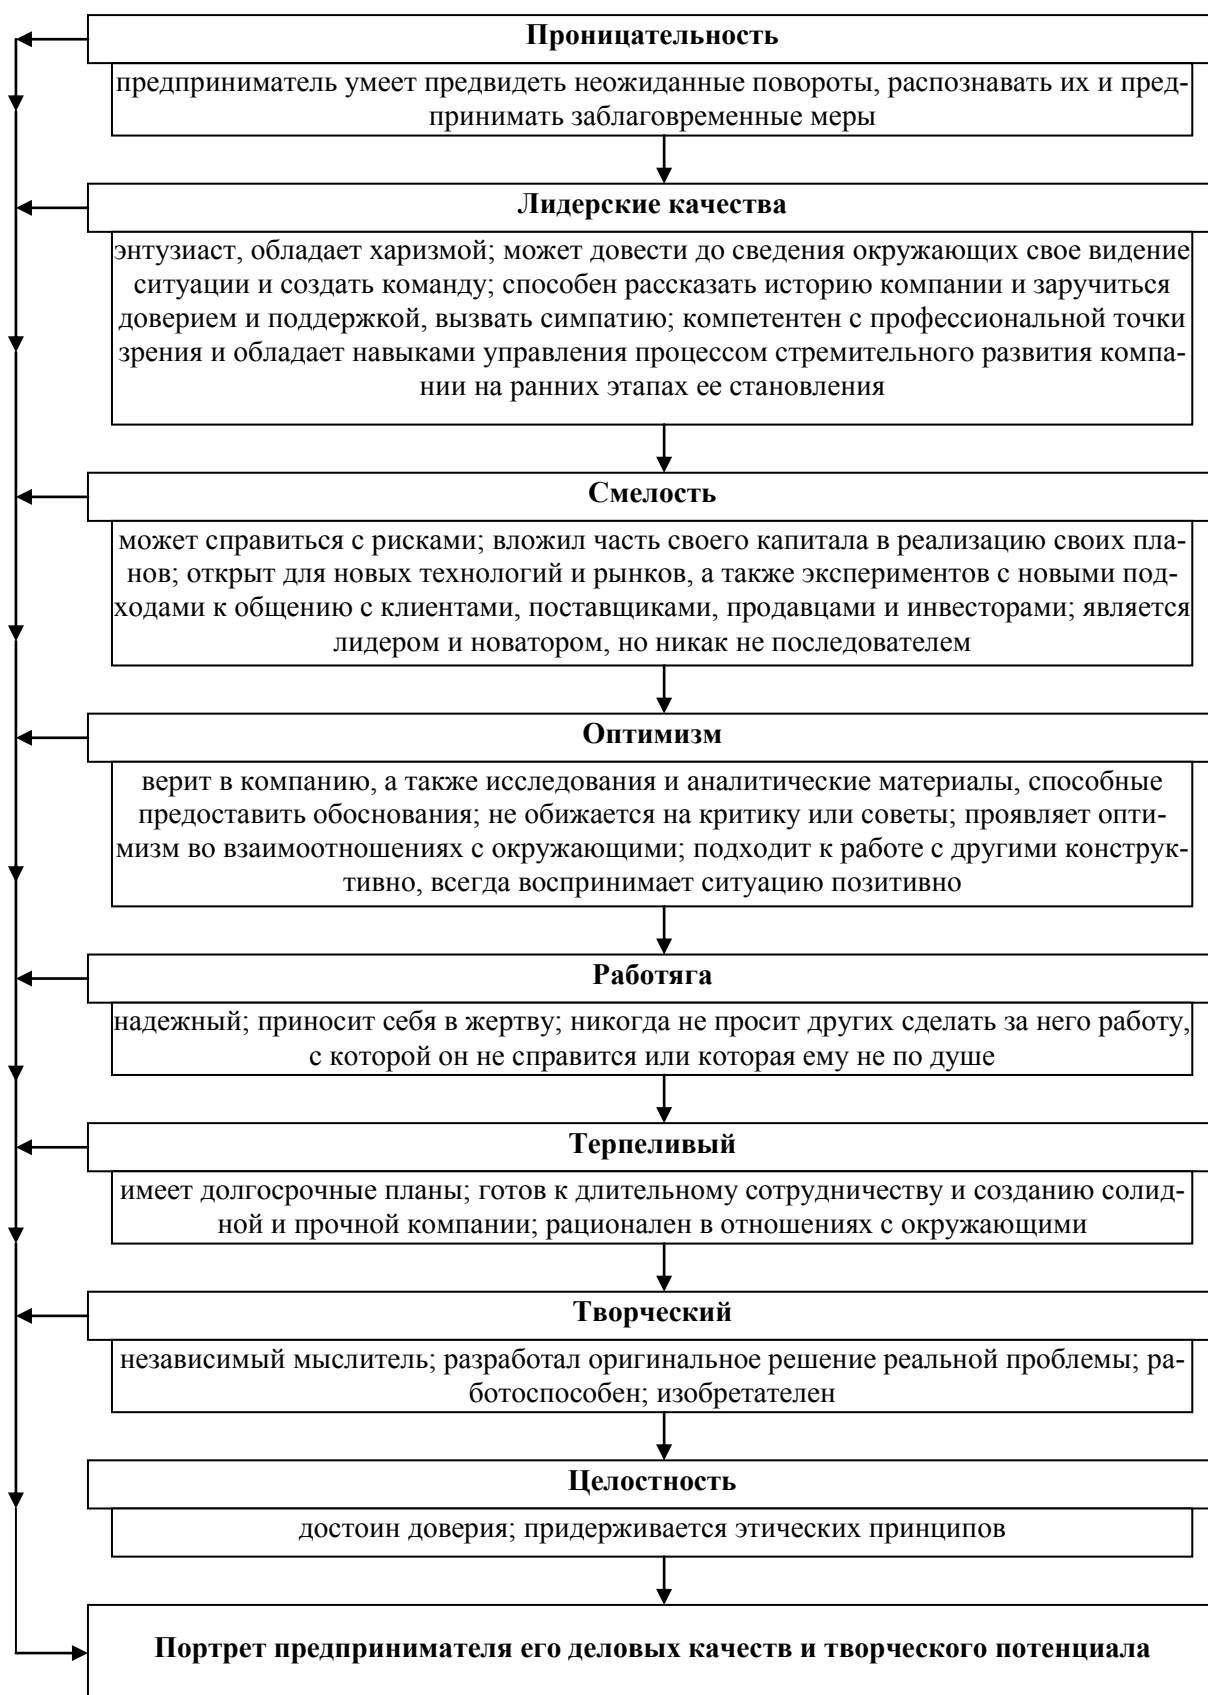 Проницательность
предприниматель умеет предвидеть неожиданные повороты, распознавать их и пред-
принимать заблаговременные меры
Лидерские качества
энтузиаст, обладает харизмой; может довести до сведения окружающих свое видение
ситуации и создать команду; способен рассказать историю компании и заручиться
доверием и поддержкой, вызвать симпатию; компетентен с профессиональной точки
зрения и обладает навыками управления процессом стремительного развития компа-
нии на ранних этапах ее становления
Смелость
может справиться с рисками; вложил часть своего капитала в реализацию своих пла-
нов; открыт для новых технологий и рынков, а также экспериментов с новыми под-
ходами к общению с клиентами, поставщиками, продавцами и инвесторами; является
лидером и новатором, но никак не последователем
Оптимизм
верит в компанию, а также исследования и аналитические материалы, способные
предоставить обоснования; не обижается на критику или советы; проявляет опти-
мизм во взаимоотношениях с окружающими; подходит к работе с другими конструк-
тивно, всегда воспринимает ситуацию позитивно
Работяга
надежный; приносит себя в жертву; никогда не просит других сделать за него работу,
с которой он не справится или которая ему не по душе
Терпеливый
имеет долгосрочные планы; готов к длительному сотрудничеству и созданию солид-
ной и прочной компании; рационален в отношениях с окружающими
Творческий
независимый мыслитель; разработал оригинальное решение реальной проблемы; ра-
ботоспособен; изобретателен
Целостность
достоин доверия; придерживается этических принципов
Портрет предпринимателя его деловых качеств и творческого потенциала